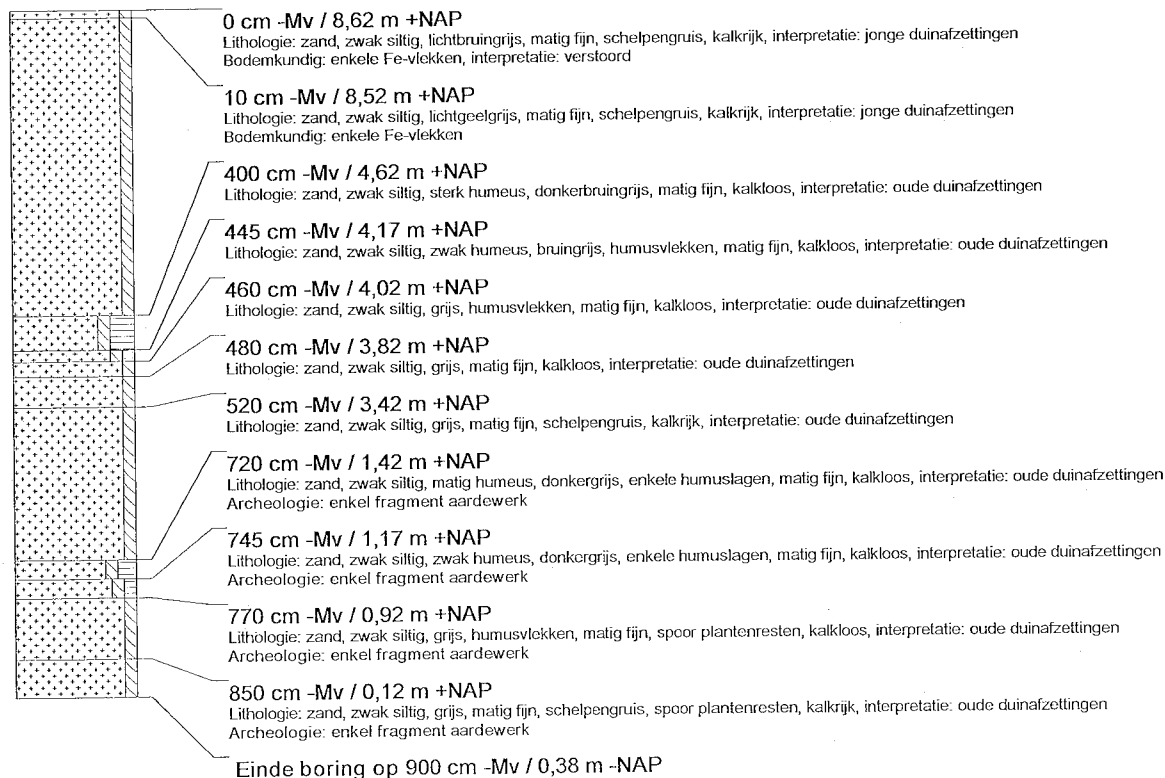 0 cm -Mv / 8,62 m +NAP
Lithologie: zand, zwak siltig, lichtbruingrijs, matig fijn, schelpengruis, kalkrijk, interpretatie: jonge duinafzettingen
Bodemkundig: enkele Fe-vlekken, interpretatie: verstoord
10 cm -Mv / 8,52 m +NAP
Lithologie: zand, zwak siltig, lichtgeelgrijs, matig fijn, schelpengruis, kalkrijk, interpretatie: jonge duinafzettingen
Bodemkundig: enkele Fe-vlekken
400 cm -Mv / 4,62 m +NAP
Lithologie: zand, zwak siltig, sterk humeus, donkerbruingrijs, matig fijn, kalkloos, interpretatie: oude duinafzettingen
445 cm -Mv / 4,17 m +NAP
Lithologie: zand, zwak siltig, zwak humeus, bruingrijs, humusvlekken, matig fijn, kalkloos, interpretatie: oude duinafzettingen
460 cm -Mv / 4,02 m +NAP
Lithologie: zand, zwak siltig, grijs, humusvlekken, matig fijn, kalkloos, interpretatie: oude duinafzettingen
480 cm -Mv / 3,82 m +NAP
Lithologie: zand, zwak siltig, grijs, matig fijn, kalkloos, interpretatie: oude duinafzettingen
520 cm -Mv / 3,42 m +NAP
Lithologie: zand, zwak siltig, grijs, matig fijn, schelpengruis, kalkrijk, interpretatie: oude duinafzettingen
720 cm -Mv / 1,42 m +NAP
Lithologie: zand, zwak siltig, matig humeus, donkergrijs, enkele humuslagen, matig fijn, kalkloos, interpretatie: oude duinafzettingen
Archeologie: enkel fragment aardewerk
745 cm -Mv / 1,17 m +NAP
Lithologie: zand, zwak siltig, zwak humeus, donkergrijs, enkele humuslagen, matig fijn, kalkloos, interpretatie: oude duinafzettingen
Archeologie: enkel fragment aardewerk
770 cm -Mv / 0,92 m +NAP
Lithologie: zand, zwak siltig, grijs, humusvlekken, matig fijn, spoor plantenresten, kalkloos, interpretatie: oude duinafzettingen
Archeologie: enkel fragment aardewerk
850 cm -Mv / 0,12 m +NAP
Lithologie: zand, zwak siltig, grijs, matig fijn, schelpengruis, spoor plantenresten, kalkrijk, interpretatie: oude duinafzettingen
Archeologie: enkel fragment aardewerk
Einde boring op 900 cm -Mv / 0,38 m -NAP